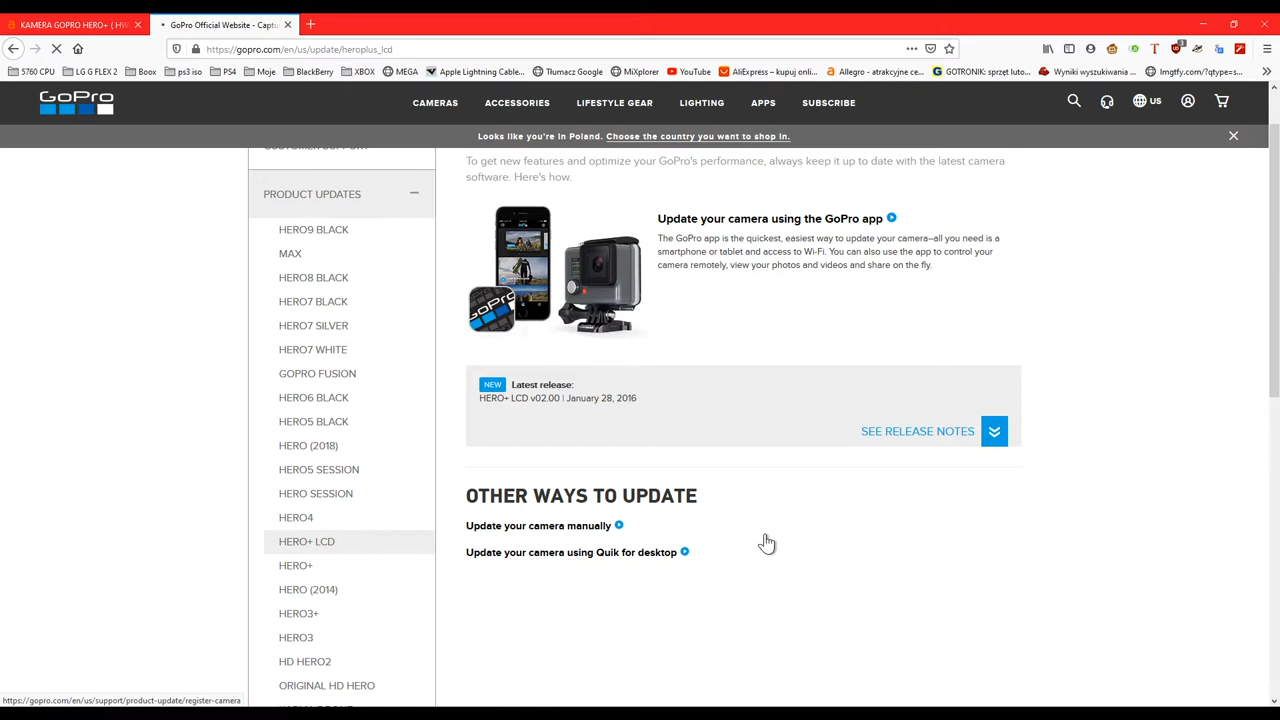 KAMERA GOPRO HERO+ ( HW
GoPro Official Website - Captu
https://gopro.com/en/us/update/heroplus_lcd
5760 CPU
LG G FLEX 2
Boox
ps3 iso
PS4
Moje
BlackBerry
XBOX
MEGA
Apple Lightning Cable...
Tłumacz Google
MiXplorer
YouTube
AliExpress – kupuj onlin...
Allegro - atrakcyjne ce...
GOTRONIK: sprzęt luto...
Wyniki wyszukiwania ...
Imgtfy.com/?qtype=s...
GoPro
CAMERAS
ACCESSORIES
LIFESTYLE GEAR
LIGHTING
APPS
SUBSCRIBE
US
Looks like you're in Poland. Choose the country you want to shop in.
CUSTOMER SUPPORT
PRODUCT UPDATES
HERO9 BLACK
MAX
HERO8 BLACK
HERO7 BLACK
HERO7 SILVER
HERO7 WHITE
GOPRO FUSION
HERO6 BLACK
HERO5 BLACK
HERO (2018)
HERO5 SESSION
HERO SESSION
HERO4
HERO+ LCD
HERO+
HERO (2014)
HERO3+
HERO3
HD HERO2
ORIGINAL HD HERO
To get new features and optimize your GoPro's performance, always keep it up to date with the latest camera
software. Here's how.
GoPro
Update your camera using the GoPro app
The GoPro app is the quickest, easiest way to update your camera–all you need is a
smartphone or tablet and access to Wi-Fi. You can also use the app to control your
camera remotely, view your photos and videos and share on the fly.
NEW Latest release:
HERO+ LCD v02.00 | January 28, 2016
SEE RELEASE NOTES
OTHER WAYS TO UPDATE
Update your camera manually
Update your camera using Quik for desktop
https://gopro.com/en/us/support/product-update/register-camera